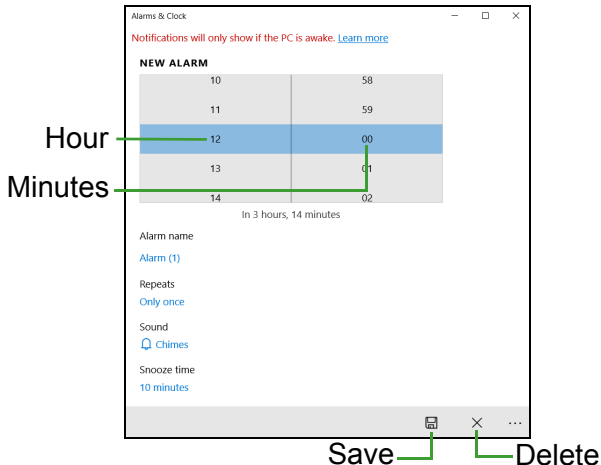 Alarms & Clock
Notifications will only show if the PC is awake. Learn more
NEW ALARM
10 58
11 59
Hour 12 00
13 01
Minutes
14 02
In 3 hours, 14 minutes
Alarm name
Alarm (1)
Repeats
Only once
Sound
Chimes
Snooze time
10 minutes
...
Save Delete